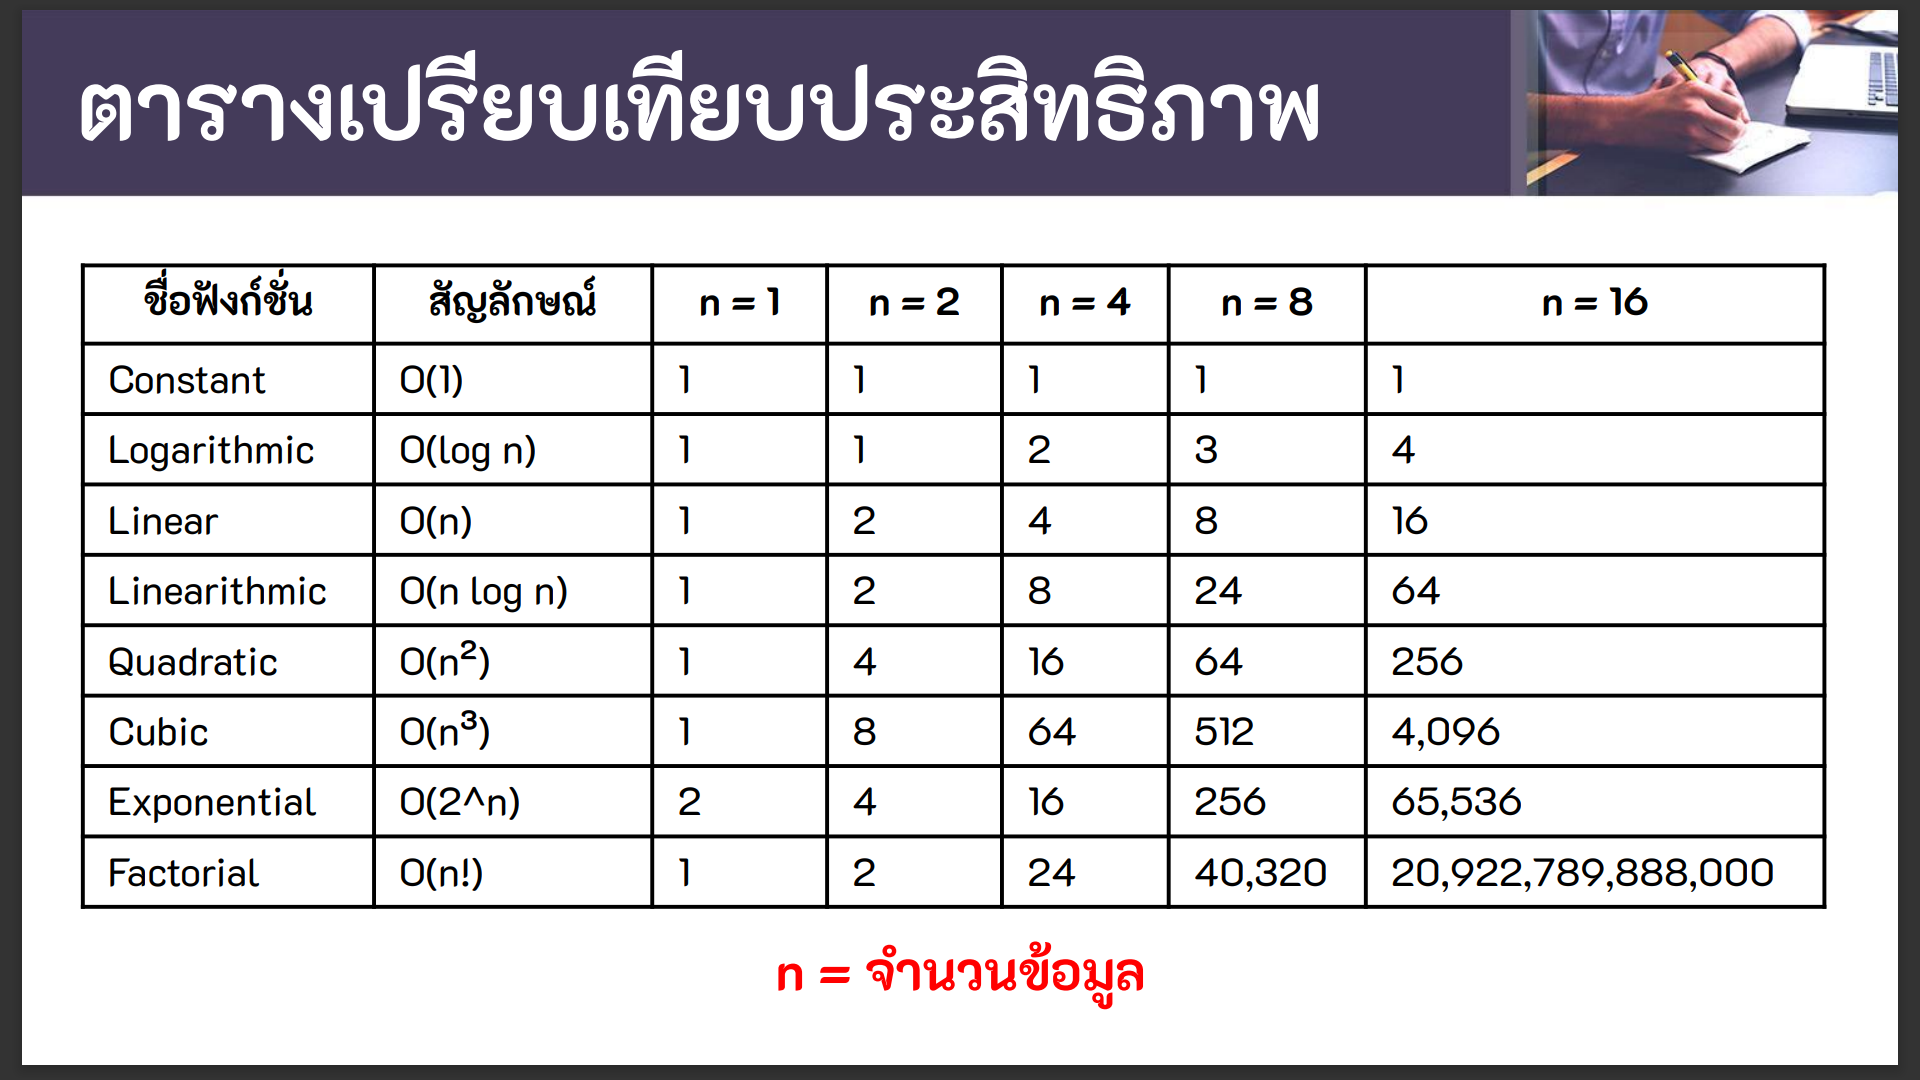 ตารางเปรียบเทียบประสิทธิภาพ
ชื่อฟังก์ชั่น สัญลักษณ์ n = 1 n = 2 n = 4 n = 8 n = 16
Constant O(1) 1 1 1 1 1
Logarithmic O(log n) 1 1 2 3 4
Linear O(n) 1 2 4 8 16
Linearithmic O(n log n) 1 2 8 24 64
Quadratic O(n²) 1 4 16 64 256
Cubic O(n³) 1 8 64 512 4,096
Exponential O(2^n) 2 4 16 256 65,536
Factorial O(n!) 1 2 24 40,320 20,922,789,888,000
n = จำนวนข้อมูล